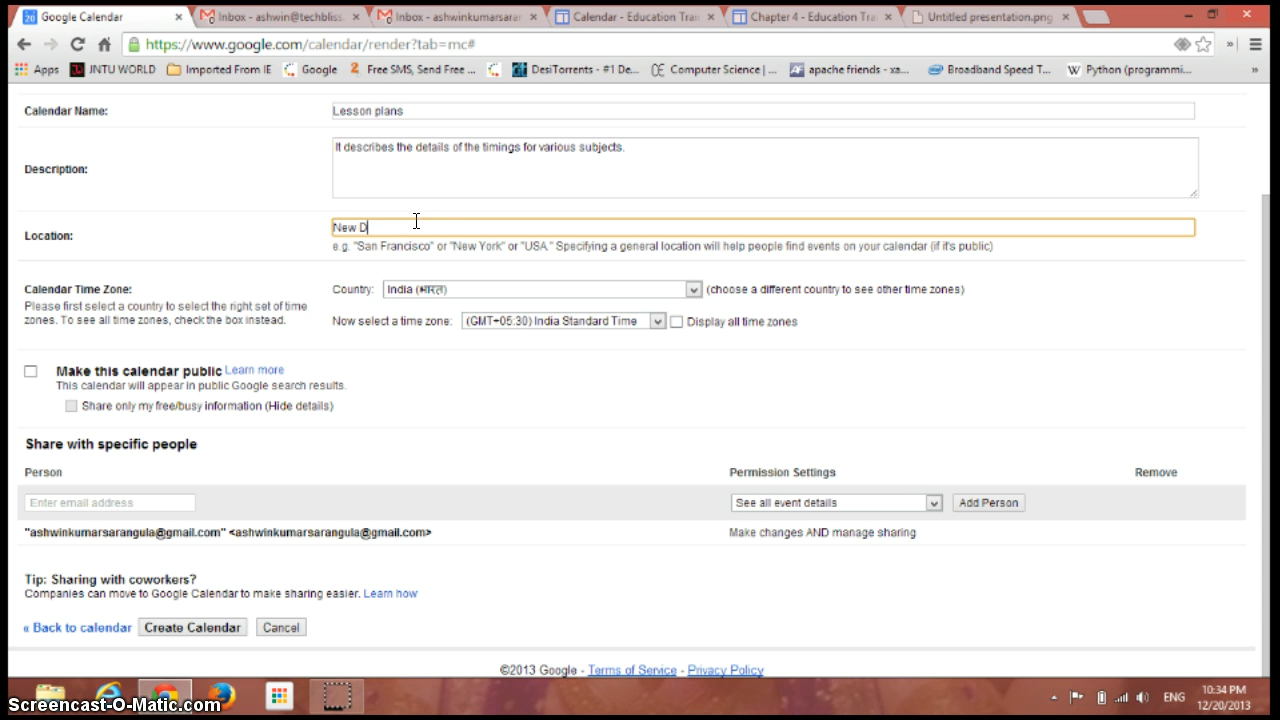 Google Calendar
Inbox - ashwin@techbliss.
Inbox - ashwinkumarsarar
Calendar - Education Trai
Chapter 4 - Education Tra
Untitled presentation.png
https://www.google.com/calendar/render?tab=mc#
Apps
JNTU WORLD
Imported From IE
Google
Free SMS, Send Free ...
DesiTorrents - #1 De...
Computer Science | ...
apache friends - xa...
Broadband Speed T...
Python (programmi...
»
Calendar Name:
Lesson plans
Description:
It describes the details of the timings for various subjects.
Location:
New D
e.g. "San Francisco" or "New York" or "USA." Specifying a general location will help people find events on your calendar (if it's public)
Calendar Time Zone:
Please first select a country to select the right set of time
zones. To see all time zones, check the box instead.
Country:
India (भारत)
(choose a different country to see other time zones)
Now select a time zone:
(GMT+05:30) India Standard Time
Display all time zones
Make this calendar public Learn more
This calendar will appear in public Google search results.
Share only my free/busy information (Hide details)
Share with specific people
Person
Permission Settings
Remove
Enter email address
See all event details
Add Person
"ashwinkumarsarangula@gmail.com" <ashwinkumarsarangula@gmail.com>
Make changes AND manage sharing
Tip: Sharing with coworkers?
Companies can move to Google Calendar to make sharing easier. Learn how
« Back to calendar
Create Calendar
Cancel
©2013 Google - Terms of Service - Privacy Policy
ENG
10:34 PM
12/20/2013
Screencast-O-Matic.com